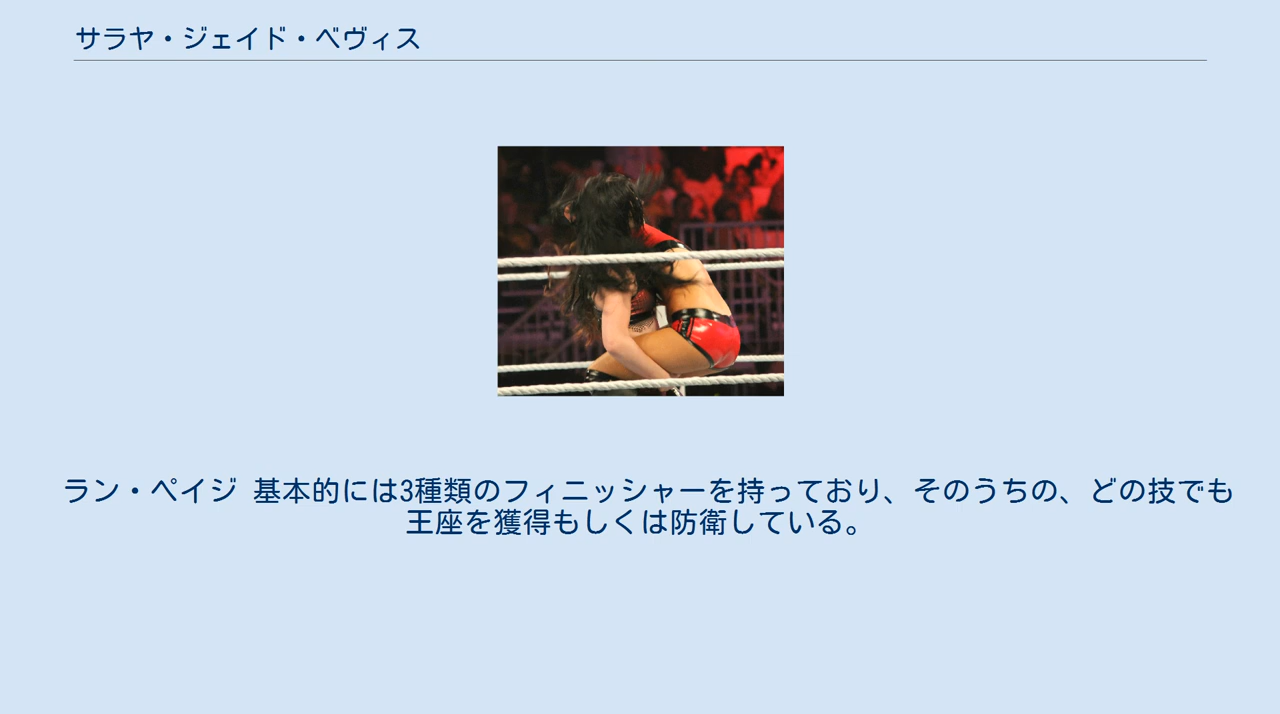 サラヤ・ジェイド・ベヴィス
ラン・ペイジ 基本的には3種類のフィニッシャーを持っており、そのうちの、どの技でも
王座を獲得もしくは防衛している。